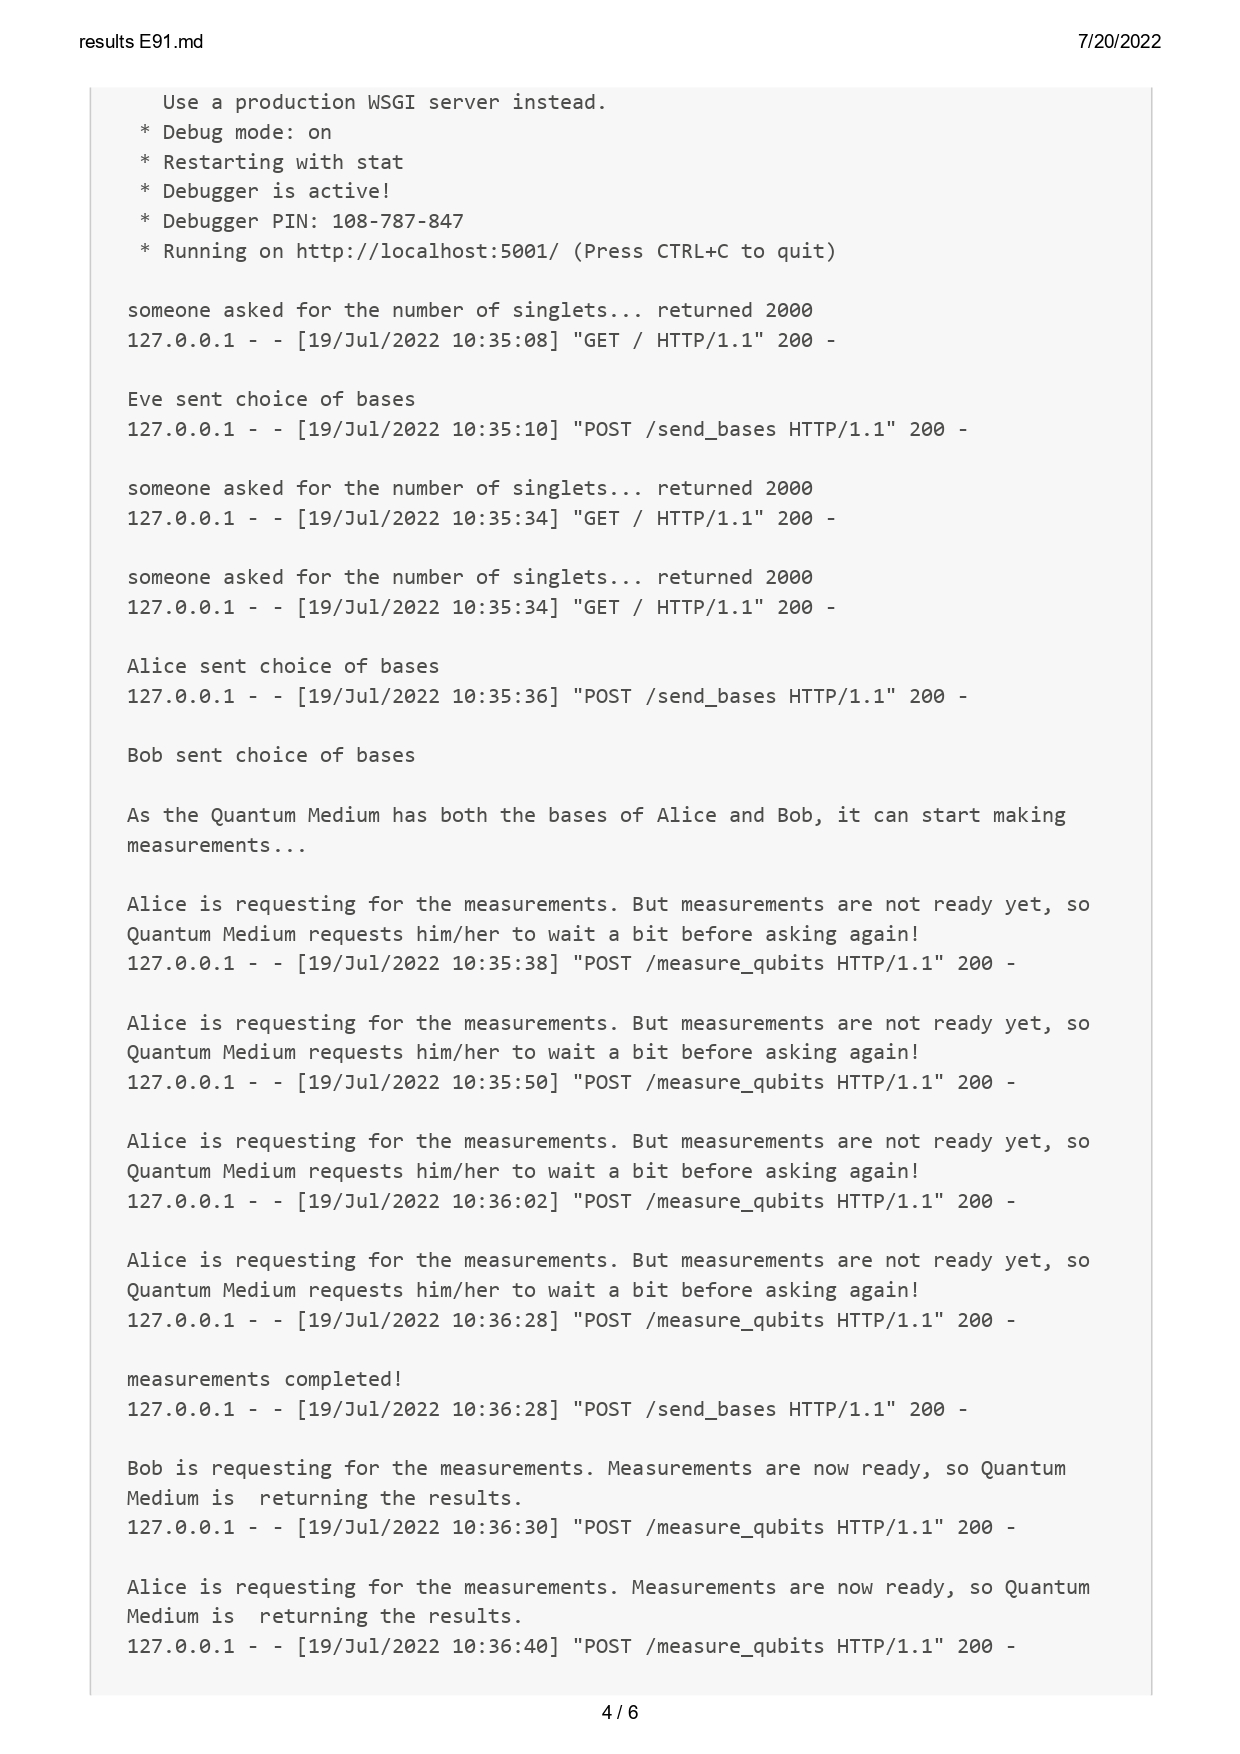 results E91.md
7/20/2022
Use a production WSGI server instead.
* Debug mode: on
* Restarting with stat
* Debugger is active!
* Debugger PIN: 108-787-847
* Running on http://localhost:5001/ (Press CTRL+C to quit)
someone asked for the number of singlets... returned 2000
127.0.0.1 - - [19/Jul/2022 10:35:08] "GET / HTTP/1.1" 200 -
Eve sent choice of bases
127.0.0.1 - - [19/Jul/2022 10:35:10] "POST /send_bases HTTP/1.1" 200 -
someone asked for the number of singlets... returned 2000
127.0.0.1 - - [19/Jul/2022 10:35:34] "GET / HTTP/1.1" 200 -
someone asked for the number of singlets... returned 2000
127.0.0.1 - - [19/Jul/2022 10:35:34] "GET / HTTP/1.1" 200 -
Alice sent choice of bases
127.0.0.1 - - [19/Jul/2022 10:35:36] "POST /send_bases HTTP/1.1" 200 -
Bob sent choice of bases
As the Quantum Medium has both the bases of Alice and Bob, it can start making
measurements...
Alice is requesting for the measurements. But measurements are not ready yet, so
Quantum Medium requests him/her to wait a bit before asking again!
127.0.0.1 - - [19/Jul/2022 10:35:38] "POST /measure_qubits HTTP/1.1" 200 -
Alice is requesting for the measurements. But measurements are not ready yet, so
Quantum Medium requests him/her to wait a bit before asking again!
127.0.0.1 - - [19/Jul/2022 10:35:50] "POST /measure_qubits HTTP/1.1" 200 -
Alice is requesting for the measurements. But measurements are not ready yet, so
Quantum Medium requests him/her to wait a bit before asking again!
127.0.0.1 - - [19/Jul/2022 10:36:02] "POST /measure_qubits HTTP/1.1" 200 -
Alice is requesting for the measurements. But measurements are not ready yet, so
Quantum Medium requests him/her to wait a bit before asking again!
127.0.0.1 - - [19/Jul/2022 10:36:28] "POST /measure_qubits HTTP/1.1" 200 -
measurements completed!
127.0.0.1 - - [19/Jul/2022 10:36:28] "POST /send_bases HTTP/1.1" 200 -
Bob is requesting for the measurements. Measurements are now ready, so Quantum
Medium is  returning the results.
127.0.0.1 - - [19/Jul/2022 10:36:30] "POST /measure_qubits HTTP/1.1" 200 -
Alice is requesting for the measurements. Measurements are now ready, so Quantum
Medium is  returning the results.
127.0.0.1 - - [19/Jul/2022 10:36:40] "POST /measure_qubits HTTP/1.1" 200 -
4 / 6